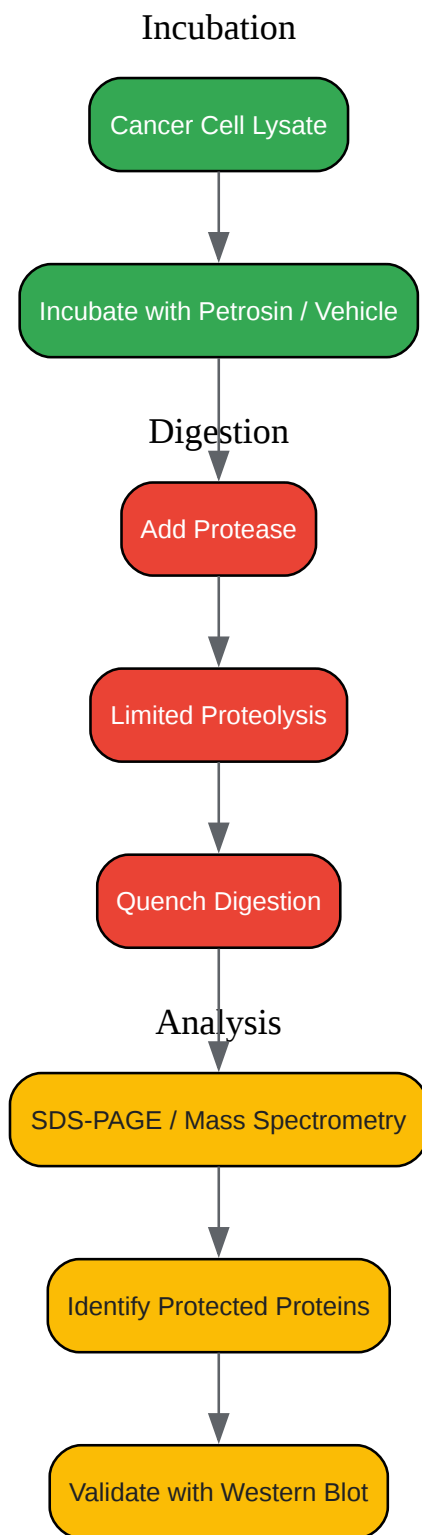 Incubation
Cancer Cell Lysate
Incubate with Petrosin / Vehicle
Digestion
Add Protease
Limited Proteolysis
Quench Digestion
Analysis
SDS-PAGE / Mass Spectrometry
Identify Protected Proteins
Validate with Western Blot